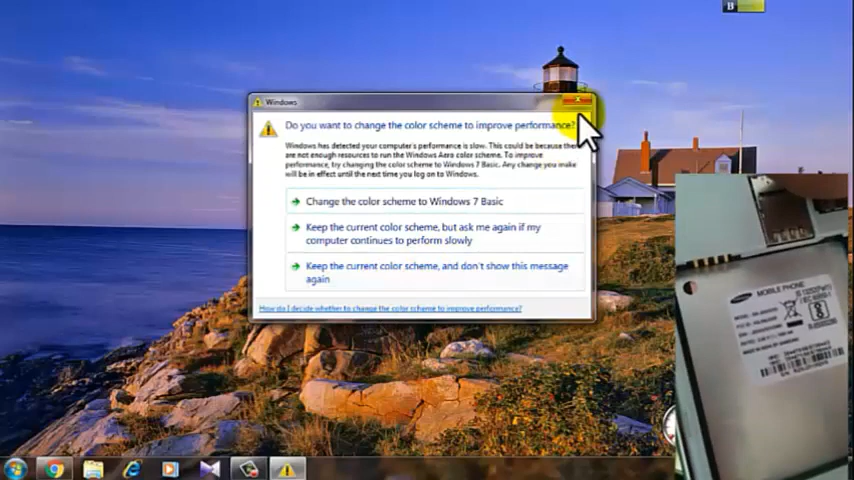 B
Windows
Do you want to change the color scheme to improve performance?
Windows has detected your computer's performance is slow. This could be because there
are not enough resources to run the Windows Aero color scheme. To improve
performance, try changing the color scheme to Windows 7 Basic. Any change you make
will be in effect until the next time you log on to Windows.
Change the color scheme to Windows 7 Basic
Keep the current color scheme, but ask me again if my
computer continues to perform slowly
Keep the current color scheme, and don't show this message
again
How do I decide whether to change the color scheme to improve performance?
SAMSUNG
MOBILE PHONE